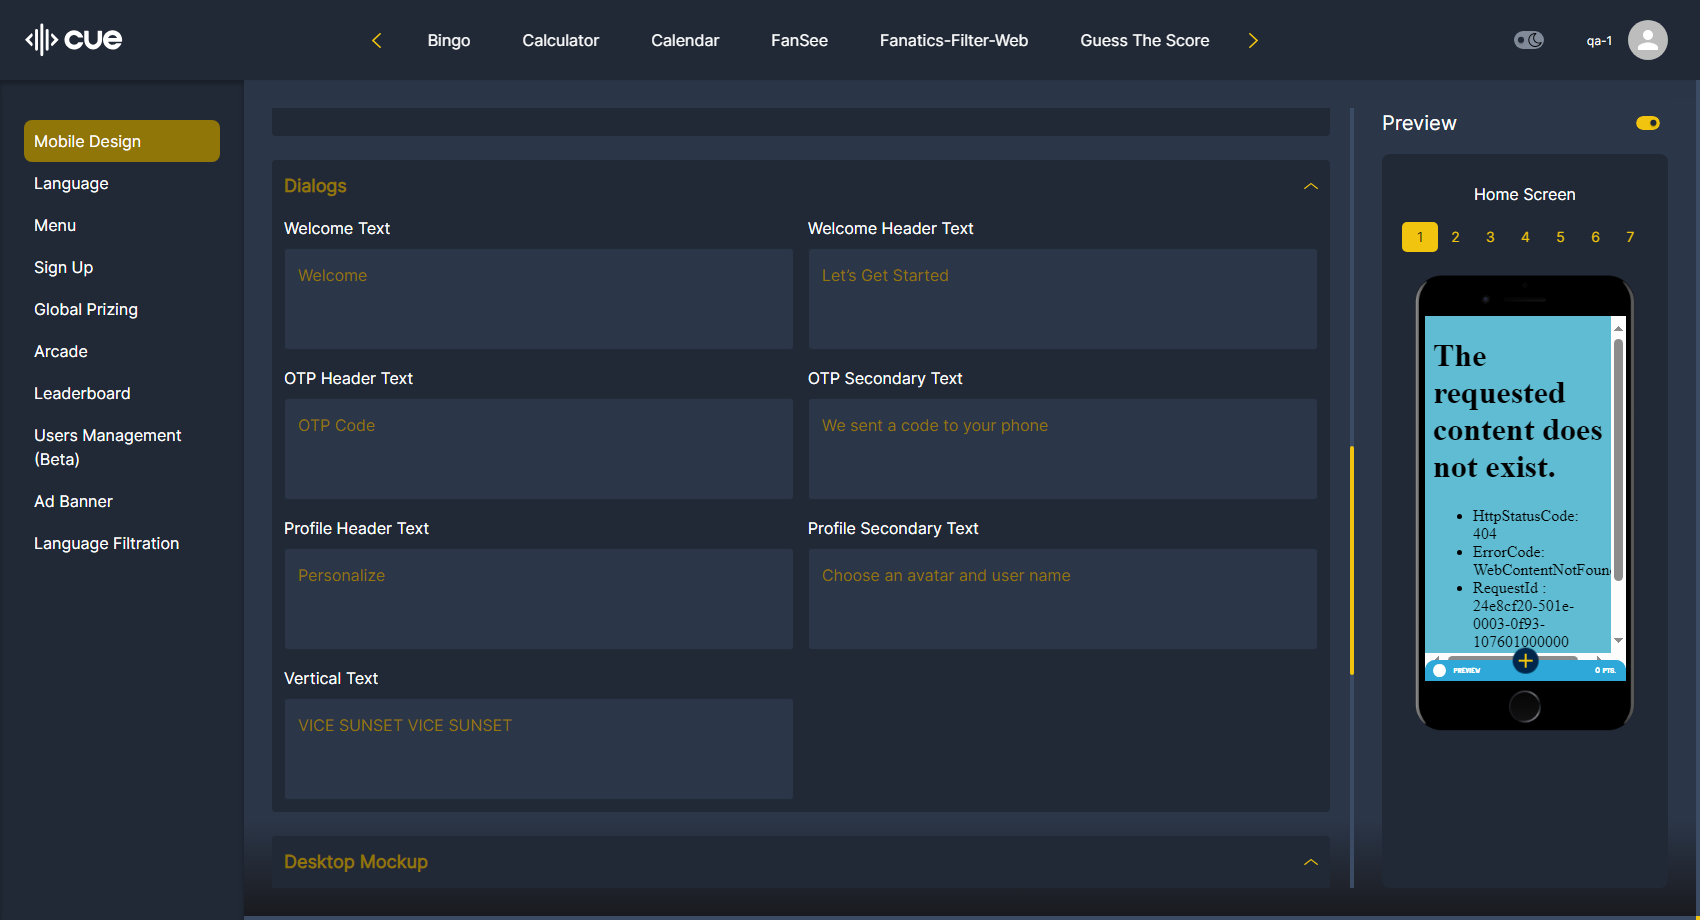 cue
Bingo
Calculator
Calendar
FanSee
Fanatics-Filter-Web
Guess The Score
qa-1
Mobile Design
Language
Menu
Sign Up
Global Prizing
Arcade
Leaderboard
Users Management
(Beta)
Ad Banner
Language Filtration
Dialogs
Welcome Text
Welcome Header Text
Welcome
Let's Get Started
OTP Header Text
OTP Secondary Text
OTP Code
We sent a code to your phone
Profile Header Text
Profile Secondary Text
Personalize
Choose an avatar and user name
Vertical Text
VICE SUNSET VICE SUNSET
Desktop Mockup
Preview
Home Screen
1 2 3 4 5 6 7
The
requested
content does
not exist.
HttpStatusCode:
404
ErrorCode:
WebContentNotFoun
RequestId :
24e8cf20-501e-
0003-0f93-
107601000000
PREVIEW
0 PTS.